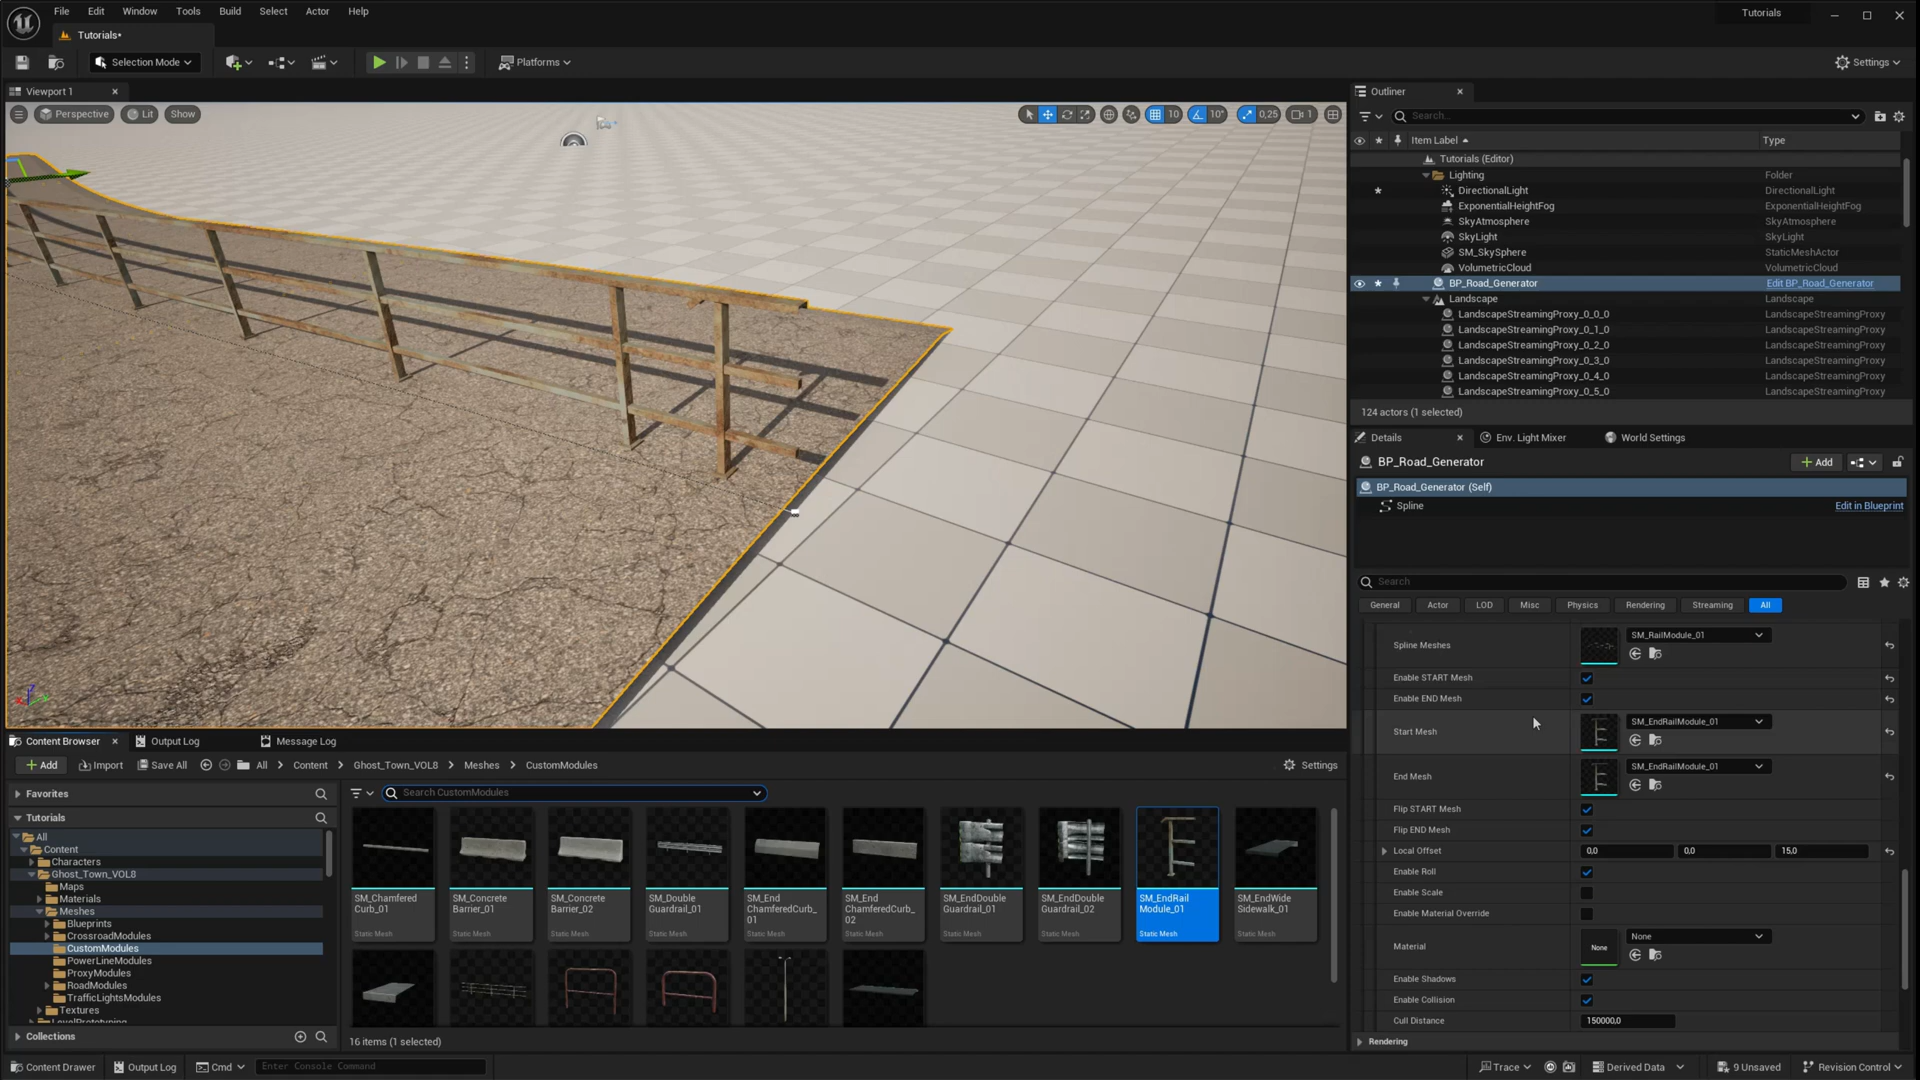 File Edit Window Tools Build Select Actor Help
Tutorials
Tutorials*
Selection Mode
Platforms
Settings
Viewport 1
Perspective
Lit
Show
10
10°
0,25
1
Outliner
Search...
Item Label
Type
Tutorials (Editor)
Lighting Folder
DirectionalLight DirectionalLight
ExponentialHeightFog ExponentialHeightFog
SkyAtmosphere SkyAtmosphere
SkyLight SkyLight
SM_SkySphere StaticMeshActor
VolumetricCloud VolumetricCloud
BP_Road_Generator Edit BP_Road_Generator
Landscape Landscape
LandscapeStreamingProxy_0_0_0 LandscapeStreamingProxy
LandscapeStreamingProxy_0_1_0 LandscapeStreamingProxy
LandscapeStreamingProxy_0_2_0 LandscapeStreamingProxy
LandscapeStreamingProxy_0_3_0 LandscapeStreamingProxy
LandscapeStreamingProxy_0_4_0 LandscapeStreamingProxy
LandscapeStreamingProxy_0_5_0 LandscapeStreamingProxy
124 actors (1 selected)
Details
Env. Light Mixer
World Settings
BP_Road_Generator
Add
BP_Road_Generator (Self)
Spline
Edit in Blueprint
Search
General Actor LOD Misc Physics Rendering Streaming All
Spline Meshes SM_RailModule_01
Enable START Mesh
Enable END Mesh
Start Mesh SM_EndRailModule_01
End Mesh SM_EndRailModule_01
Flip START Mesh
Flip END Mesh
Local Offset 0,0 0,0 15,0
Enable Roll
Enable Scale
Enable Material Override
Material None None
Enable Shadows
Enable Collision
Cull Distance 150000,0
Rendering
Content Browser
Output Log
Message Log
Add
Import
Save All
All Content Ghost_Town_VOL8 Meshes CustomModules
Settings
Favorites
Tutorials
All
Content
Characters
Ghost_Town_VOL8
Maps
Materials
Meshes
Blueprints
CrossroadModules
CustomModules
PowerLineModules
ProxyModules
RoadModules
TrafficLightsModules
Textures
LevelPrototyping
Collections
Search CustomModules
SM_Chamfered
Curb_01
Static Mesh
SM_Concrete
Barrier_01
Static Mesh
SM_Concrete
Barrier_02
Static Mesh
SM_Double
Guardrail_01
Static Mesh
SM_End
ChamferedCurb_
01
Static Mesh
SM_End
ChamferedCurb_
02
Static Mesh
SM_EndDouble
Guardrail_01
Static Mesh
SM_EndDouble
Guardrail_02
Static Mesh
SM_EndRail
Module_01
Static Mesh
SM_EndWide
Sidewalk_01
Static Mesh
16 items (1 selected)
Content Drawer
Output Log
Cmd
Enter Console Command
Trace
Derived Data
9 Unsaved
Revision Control